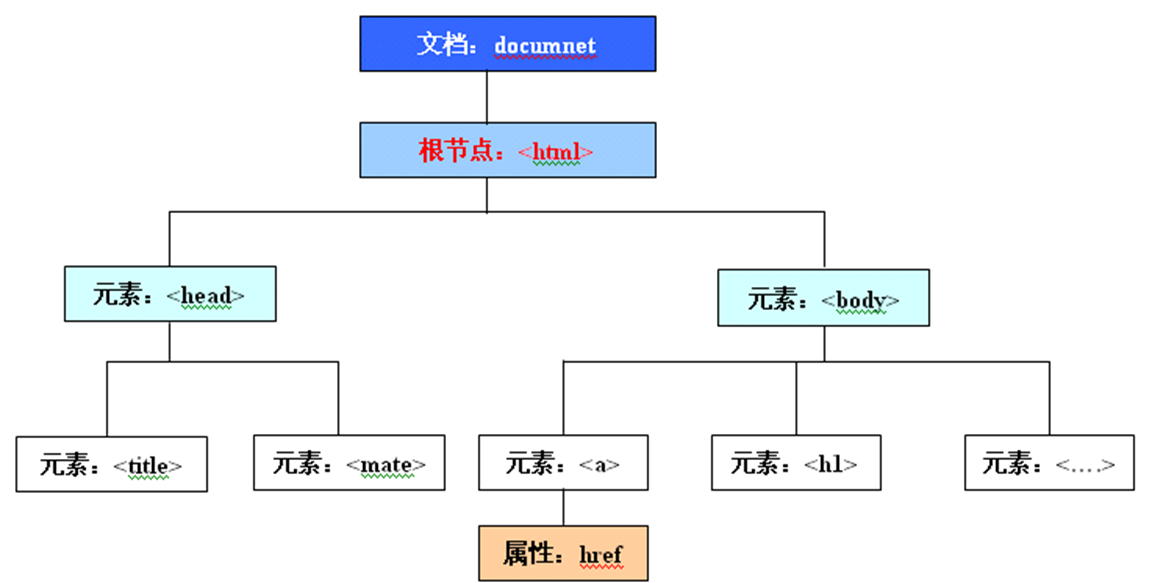 文档：documnet
根节点：<html>
元素：<head>
元素：<body>
元素：<title>
元素：<mate>
元素：<a>
元素：<h1>
元素：<….>
属性：href